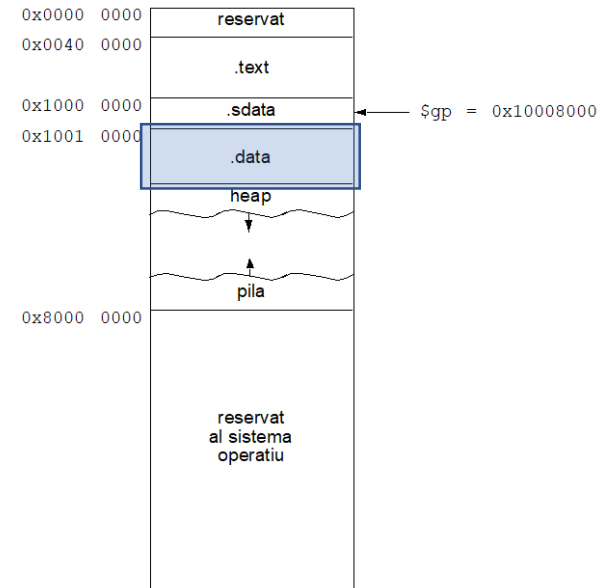 0x0000 0000
reservat
0x0040 0000
.text
0x1000 0000
.sdata
$gp = 0x10008000
0x1001 0000
.data
heap
pila
0x8000 0000
reservat
al sistema
operatiu